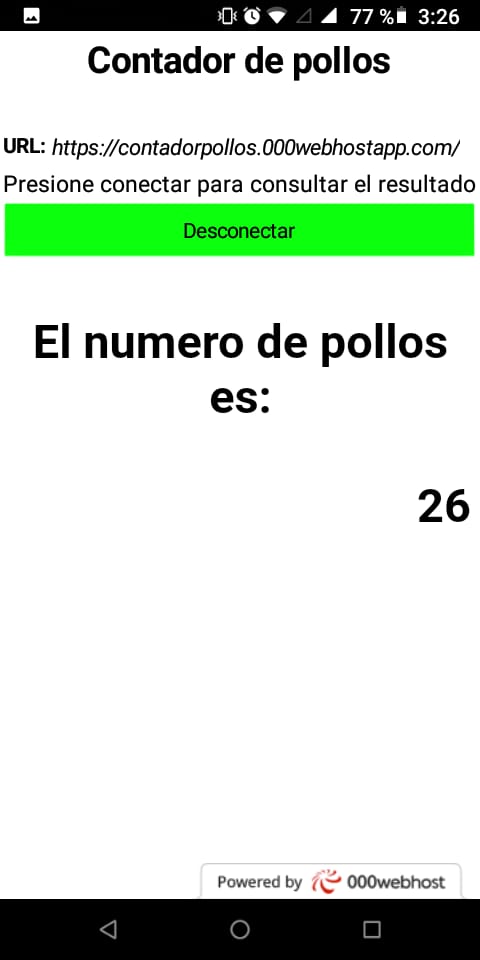 77 % 3:26
Contador de pollos
URL: https://contadorpollos.000webhostapp.com/
Presione conectar para consultar el resultado
Desconectar
El numero de pollos
es:
26
Powered by 000webhost